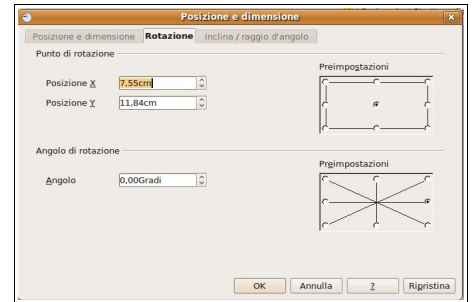 Posizione e dimensione
Posizione e dimensione Rotazione Inclina / raggio d'angolo
Punto di rotazione
Preimpostazioni
Posizione X 7,55cm
Posizione Y 11,84cm
Angolo di rotazione
Preimpostazioni
Angolo 0,00Gradi
OK Annulla ? Ripristina